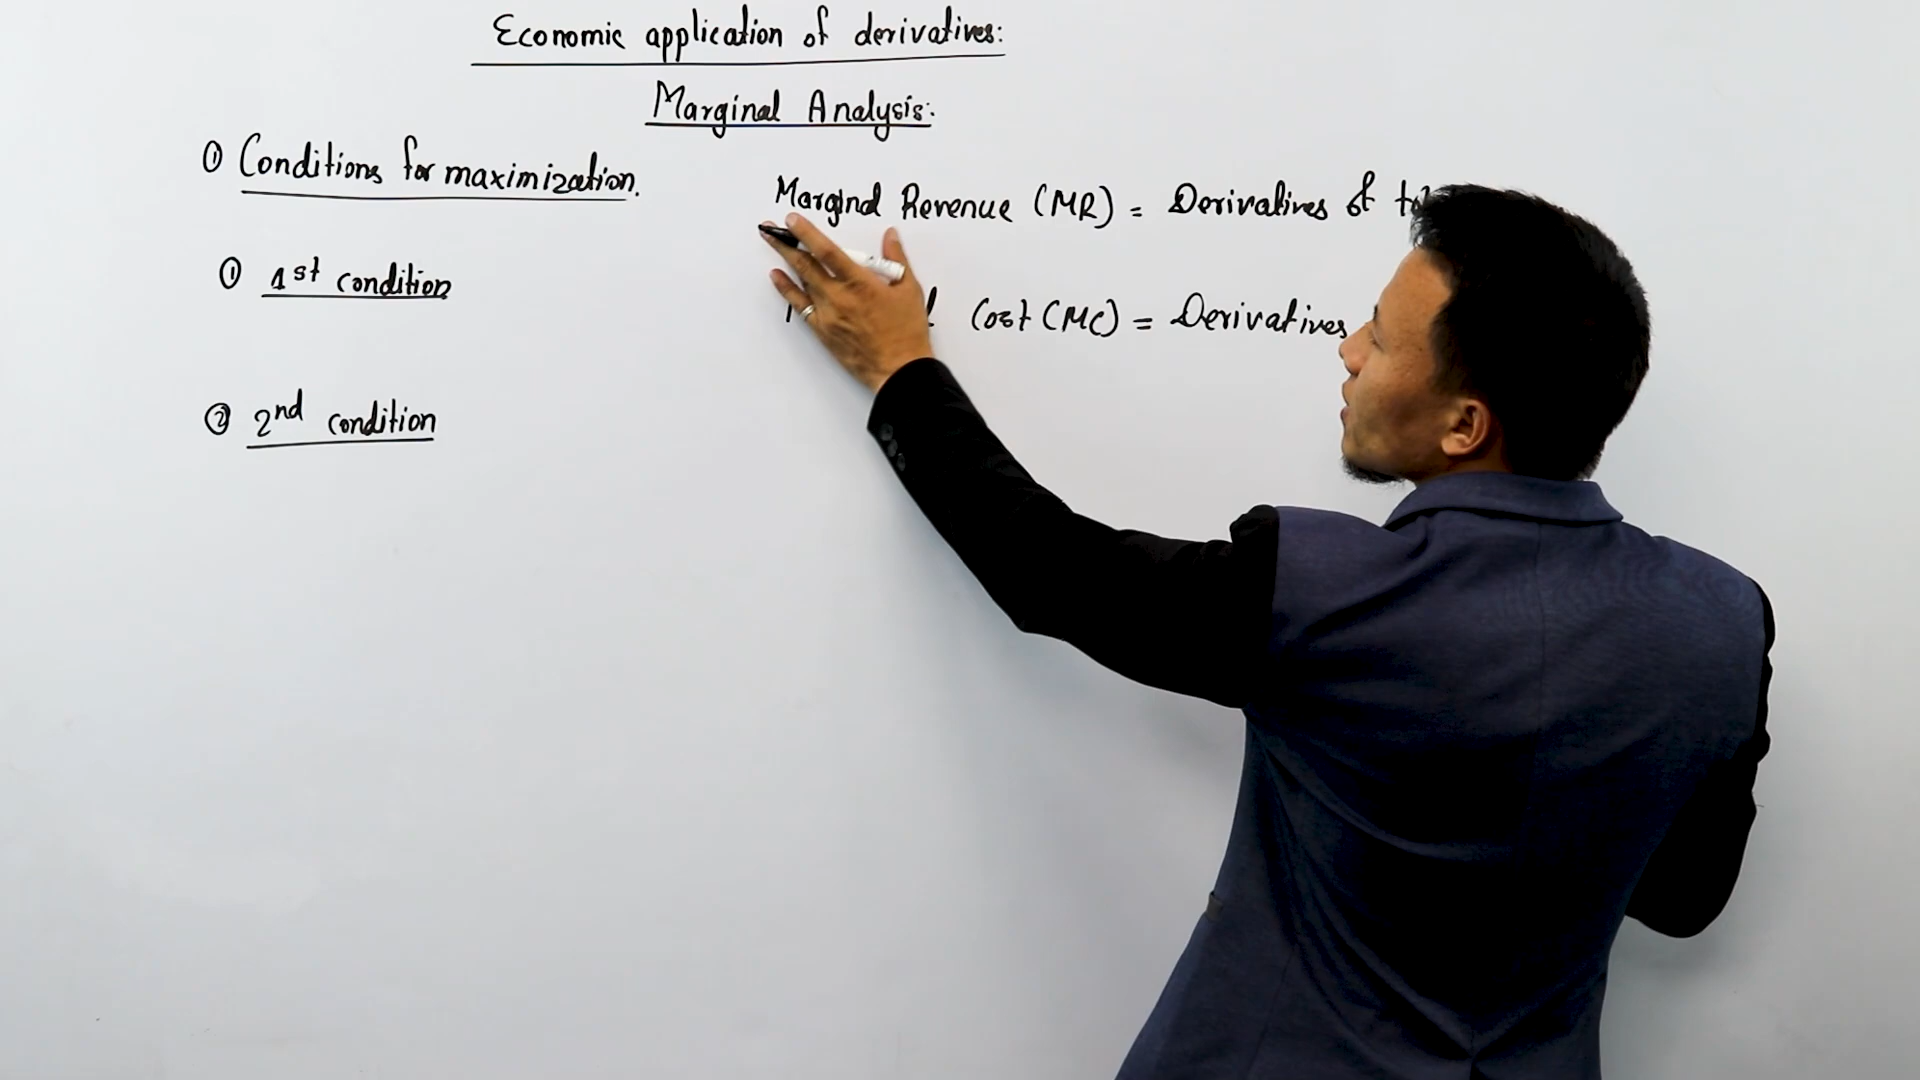 Economic application of derivatives:
Marginal Analysis:
① Conditions for maximization.
Marginal Revenue (MR) = Derivatives of
① 1st condition
Cost (MC) = Derivatives
② 2nd condition